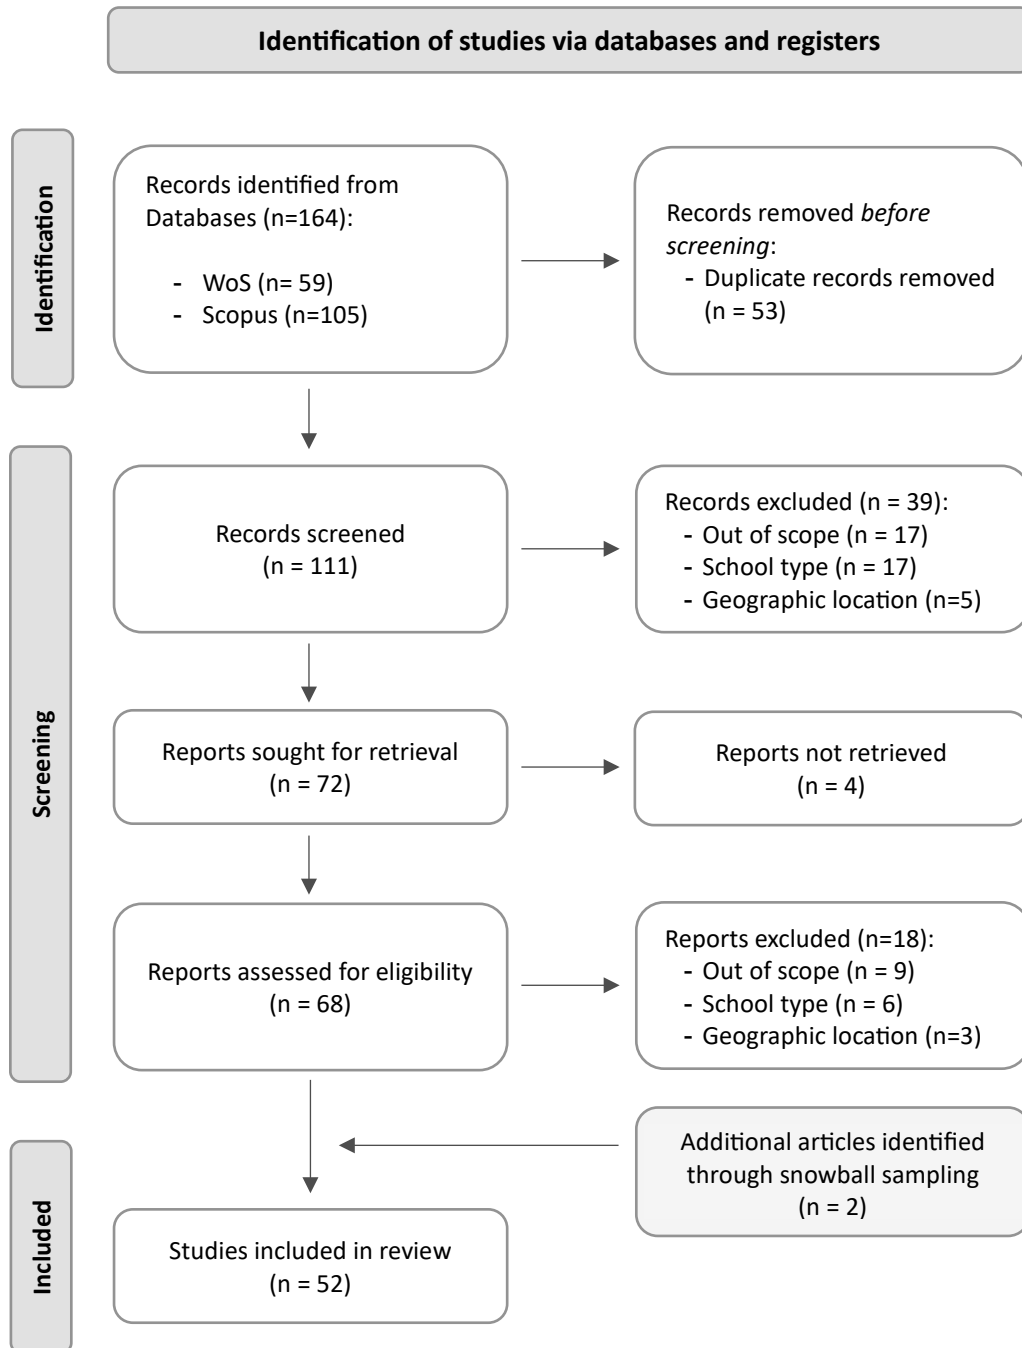 Identification of studies via databases and registers
Identification
Records identified from
Databases (n=164):
- WoS (n= 59)
- Scopus (n=105)
Records removed before
screening:
- Duplicate records removed
(n = 53)
Screening
Records screened
(n = 111)
Records excluded (n = 39):
- Out of scope (n = 17)
- School type (n = 17)
- Geographic location (n=5)
Reports sought for retrieval
(n = 72)
Reports not retrieved
(n = 4)
Reports assessed for eligibility
(n = 68)
Reports excluded (n=18):
- Out of scope (n = 9)
- School type (n = 6)
- Geographic location (n=3)
Included
Additional articles identified
through snowball sampling
(n = 2)
Studies included in review
(n = 52)